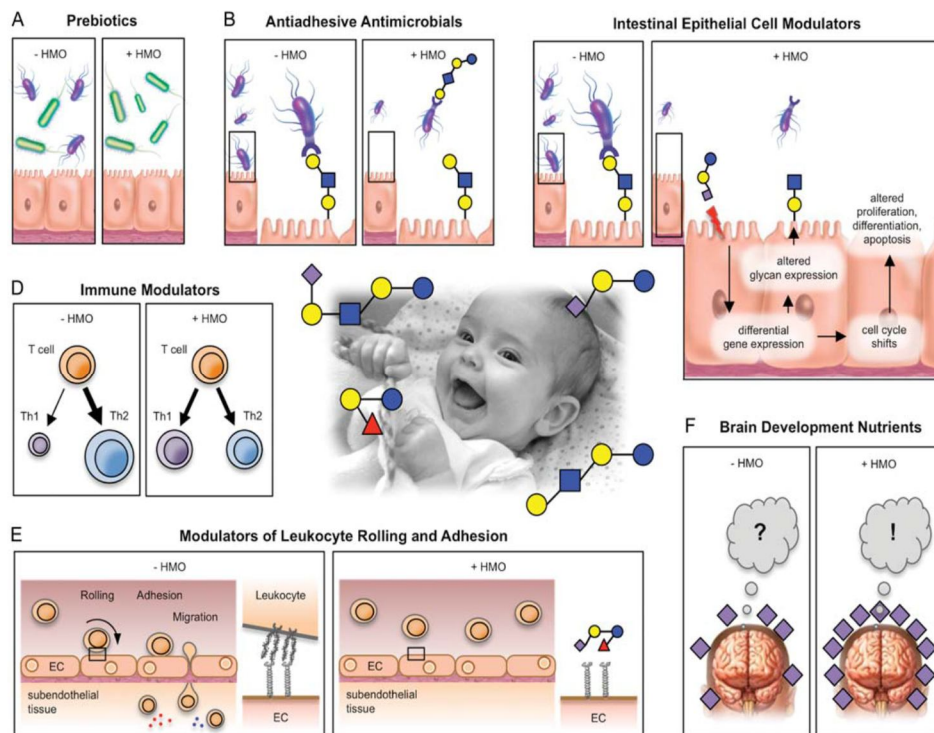 A
Prebiotics
- HMO
+ HMO
B
Antiadhesive Antimicrobials
- HMO
+ HMO
Intestinal Epithelial Cell Modulators
- HMO
+ HMO
altered
proliferation,
differentiation,
apoptosis
altered
glycan expression
differential
gene expression
cell cycle
shifts
D
Immune Modulators
- HMO
T cell
Th1
Th2
+ HMO
T cell
Th1
Th2
E
Modulators of Leukocyte Rolling and Adhesion
- HMO
Rolling
Adhesion
Migration
EC
subendothelial
tissue
Leukocyte
EC
+ HMO
EC
subendothelial
tissue
EC
F
Brain Development Nutrients
- HMO
?
+ HMO
!